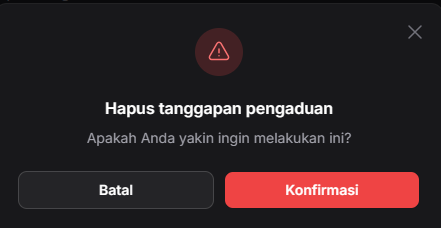 Hapus tanggapan pengaduan
Apakah Anda yakin ingin melakukan ini?
Batal
Konfirmasi